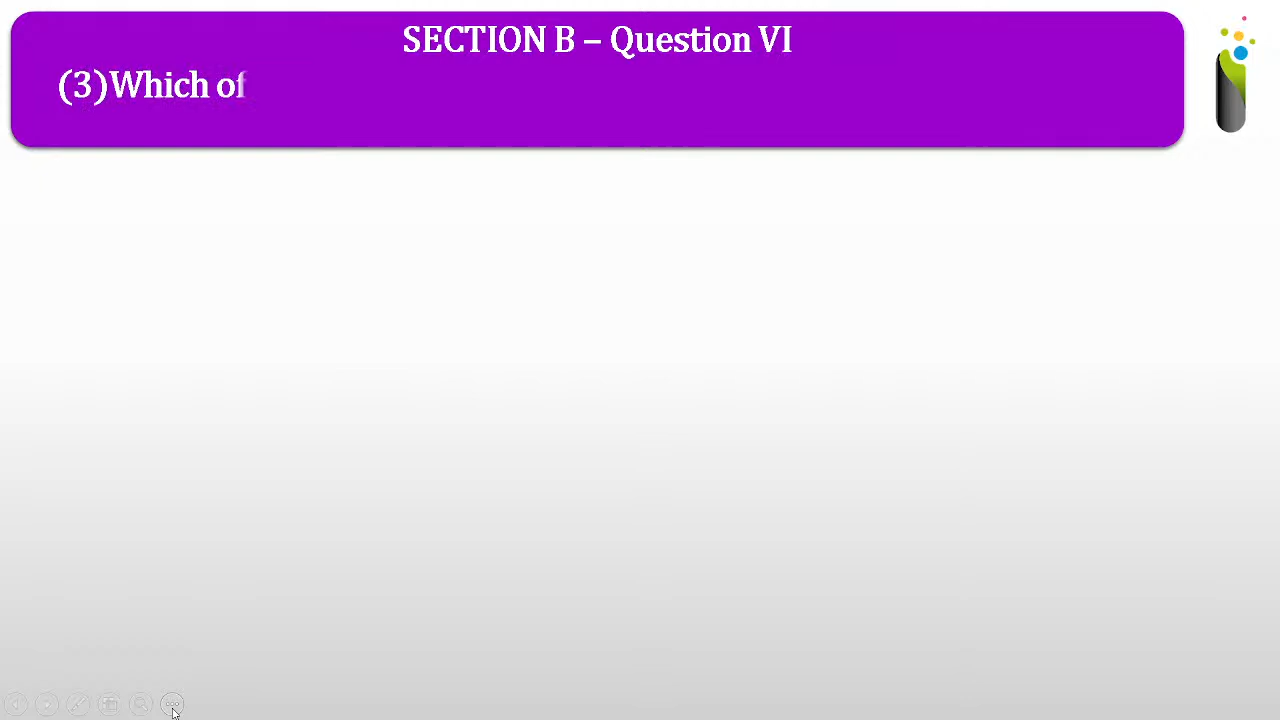 SECTION B – Question VI
(3)Which of